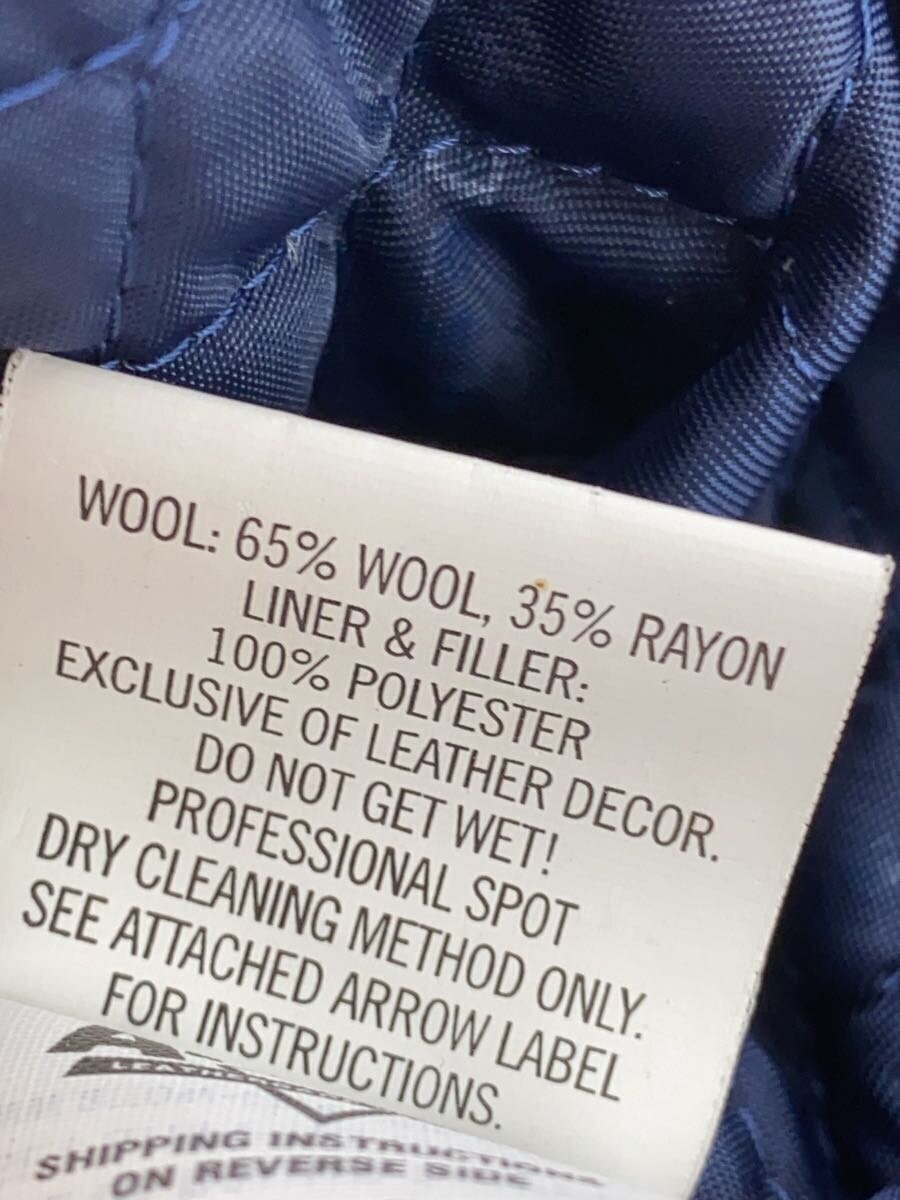 WOOL: 65% WOOL, 35% RAYON
LINER & FILLER:
100% POLYESTER
EXCLUSIVE OF LEATHER DECOR.
DO NOT GET WET!
PROFESSIONAL SPOT
DRY CLEANING METHOD ONLY.
SEE ATTACHED ARROW LABEL
FOR INSTRUCTIONS.
SHIPPING INSTRUCTIONS
ON REVERSE SIDE